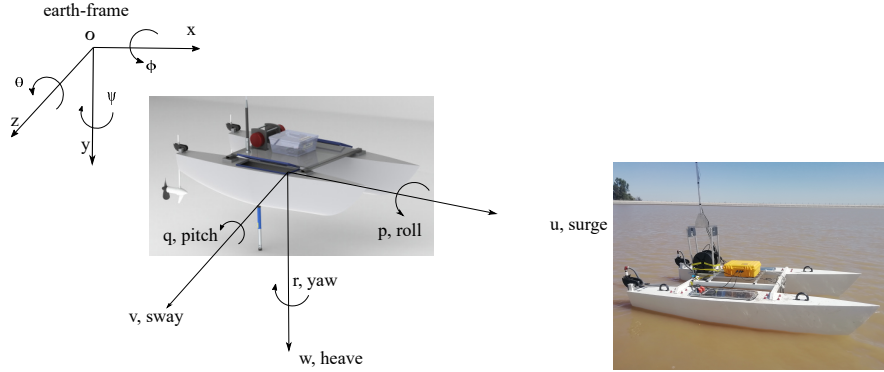 earth-frame
O
x
ϕ
θ
ψ
z
y
q, pitch
p, roll
u, surge
r, yaw
v, sway
w, heave